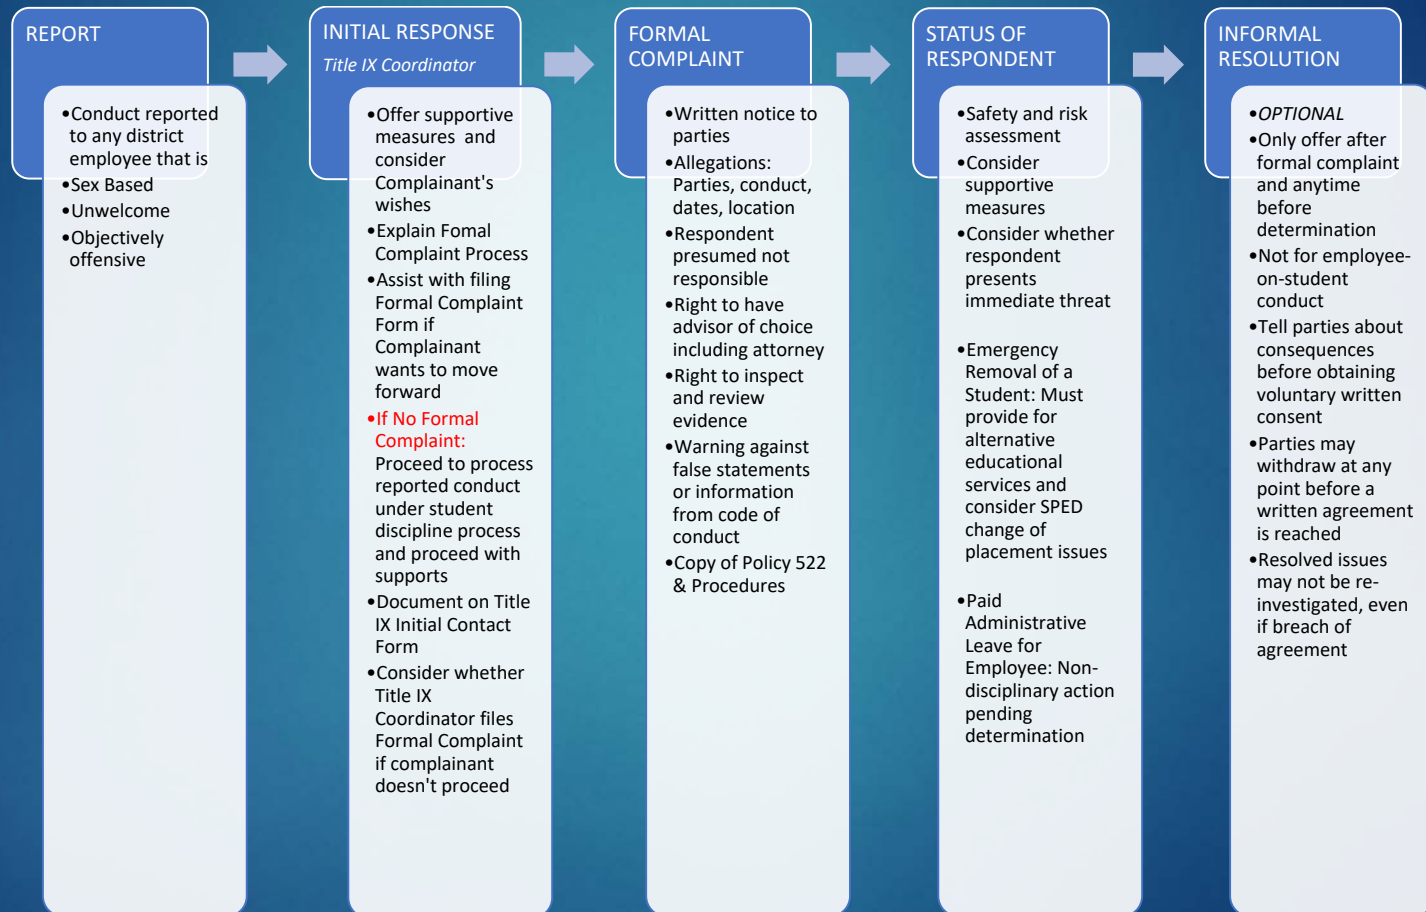 REPORT
•Conduct reported
to any district
employee that is
•Sex Based
•Unwelcome
•Objectively
offensive
INITIAL RESPONSE
Title IX Coordinator
•Offer supportive
measures and
consider
Complainant's
wishes
•Explain Fomal
Complaint Process
•Assist with filing
Formal Complaint
Form if
Complainant
wants to move
forward
•If No Formal
Complaint:
Proceed to process
reported conduct
under student
discipline process
and proceed with
supports
•Document on Title
IX Initial Contact
Form
•Consider whether
Title IX
Coordinator files
Formal Complaint
if complainant
doesn't proceed
FORMAL
COMPLAINT
•Written notice to
parties
•Allegations:
Parties, conduct,
dates, location
•Respondent
presumed not
responsible
•Right to have
advisor of choice
including attorney
•Right to inspect
and review
evidence
•Warning against
false statements
or information
from code of
conduct
•Copy of Policy 522
& Procedures
STATUS OF
RESPONDENT
•Safety and risk
assessment
•Consider
supportive
measures
•Consider whether
respondent
presents
immediate threat
•Emergency
Removal of a
Student: Must
provide for
alternative
educational
services and
consider SPED
change of
placement issues
•Paid
Administrative
Leave for
Employee: Non-
disciplinary action
pending
determination
INFORMAL
RESOLUTION
•OPTIONAL
•Only offer after
formal complaint
and anytime
before
determination
•Not for employee-
on-student
conduct
•Tell parties about
consequences
before obtaining
voluntary written
consent
•Parties may
withdraw at any
point before a
written agreement
is reached
•Resolved issues
may not be re-
investigated, even
if breach of
agreement